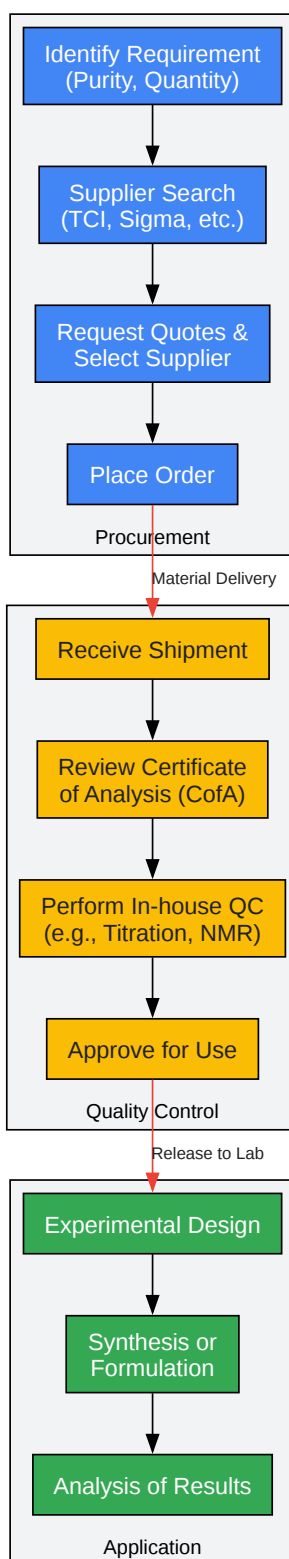 Identify Requirement
(Purity, Quantity)
Supplier Search
(TCI, Sigma, etc.)
Request Quotes &
Select Supplier
Place Order
Procurement
Material Delivery
Receive Shipment
Review Certificate
of Analysis (CofA)
Perform In-house QC
(e.g., Titration, NMR)
Approve for Use
Quality Control
Release to Lab
Experimental Design
Synthesis or
Formulation
Analysis of Results
Application